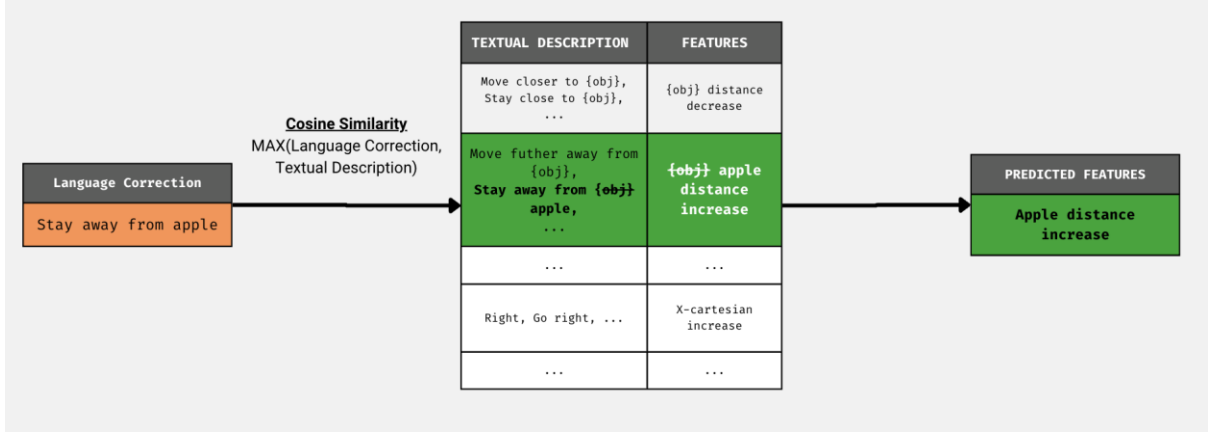 Language Correction
Stay away from apple
Cosine Similarity
MAX(Language Correction,
Textual Description)
TEXTUAL DESCRIPTION
FEATURES
Move closer to {obj},
Stay close to {obj},
...
{obj} distance
decrease
Move futher away from
{obj},
Stay away from {obj}
apple,
...
{obj} apple
distance
increase
...
...
Right, Go right, ...
X-cartesian
increase
...
...
PREDICTED FEATURES
Apple distance
increase